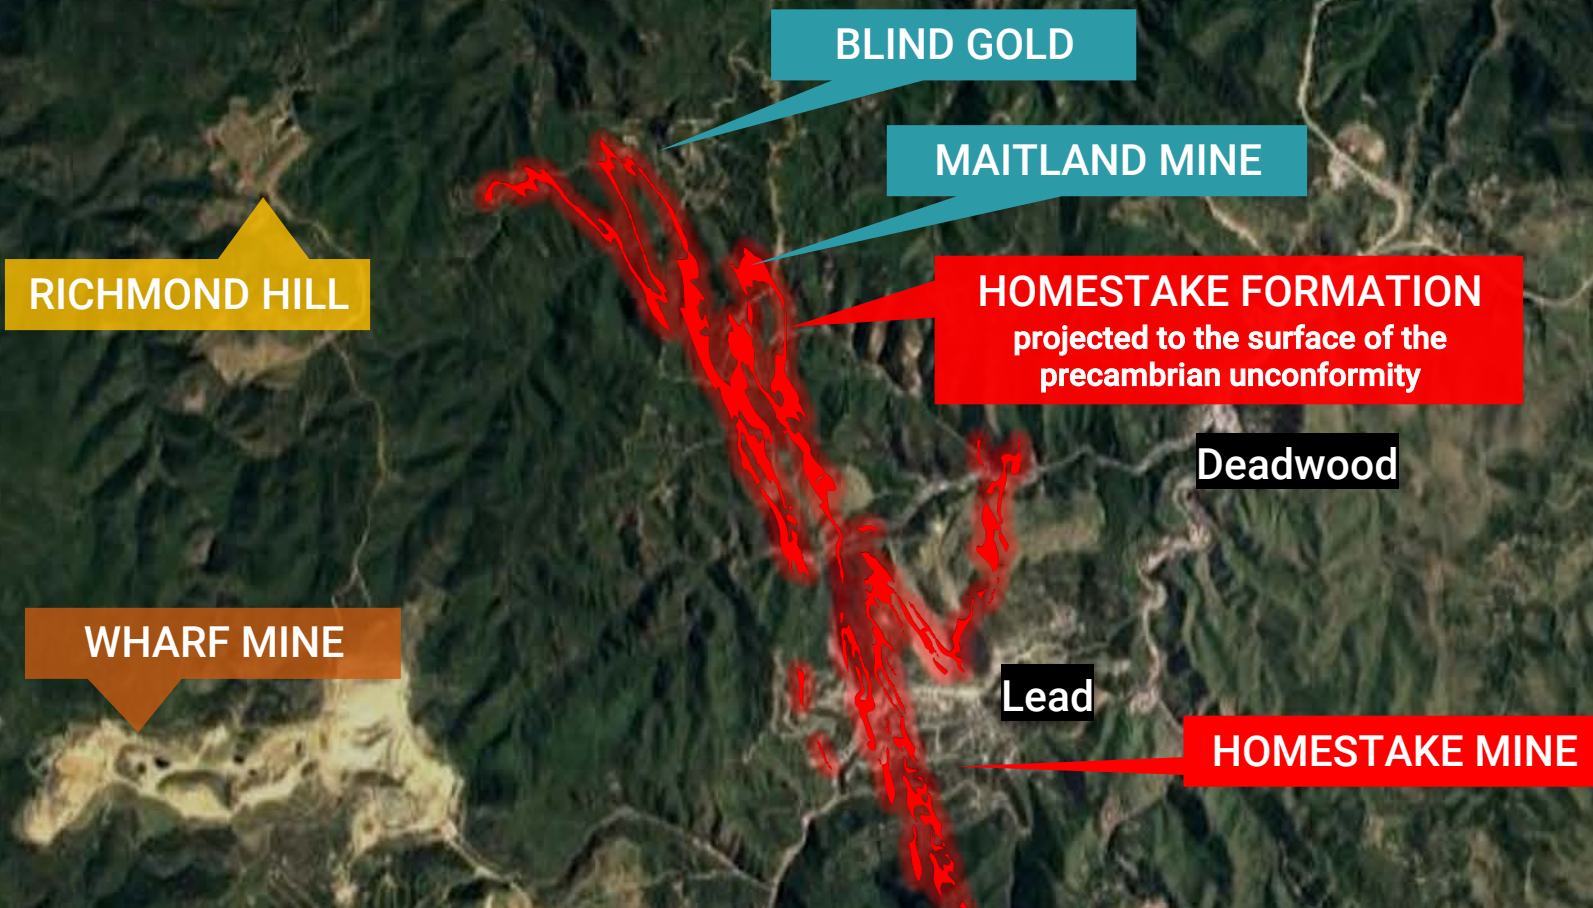 BLIND GOLD
MAITLAND MINE
RICHMOND HILL
HOMESTAKE FORMATION
projected to the surface of the
precambrian unconformity
Deadwood
WHARF MINE
Lead
HOMESTAKE MINE